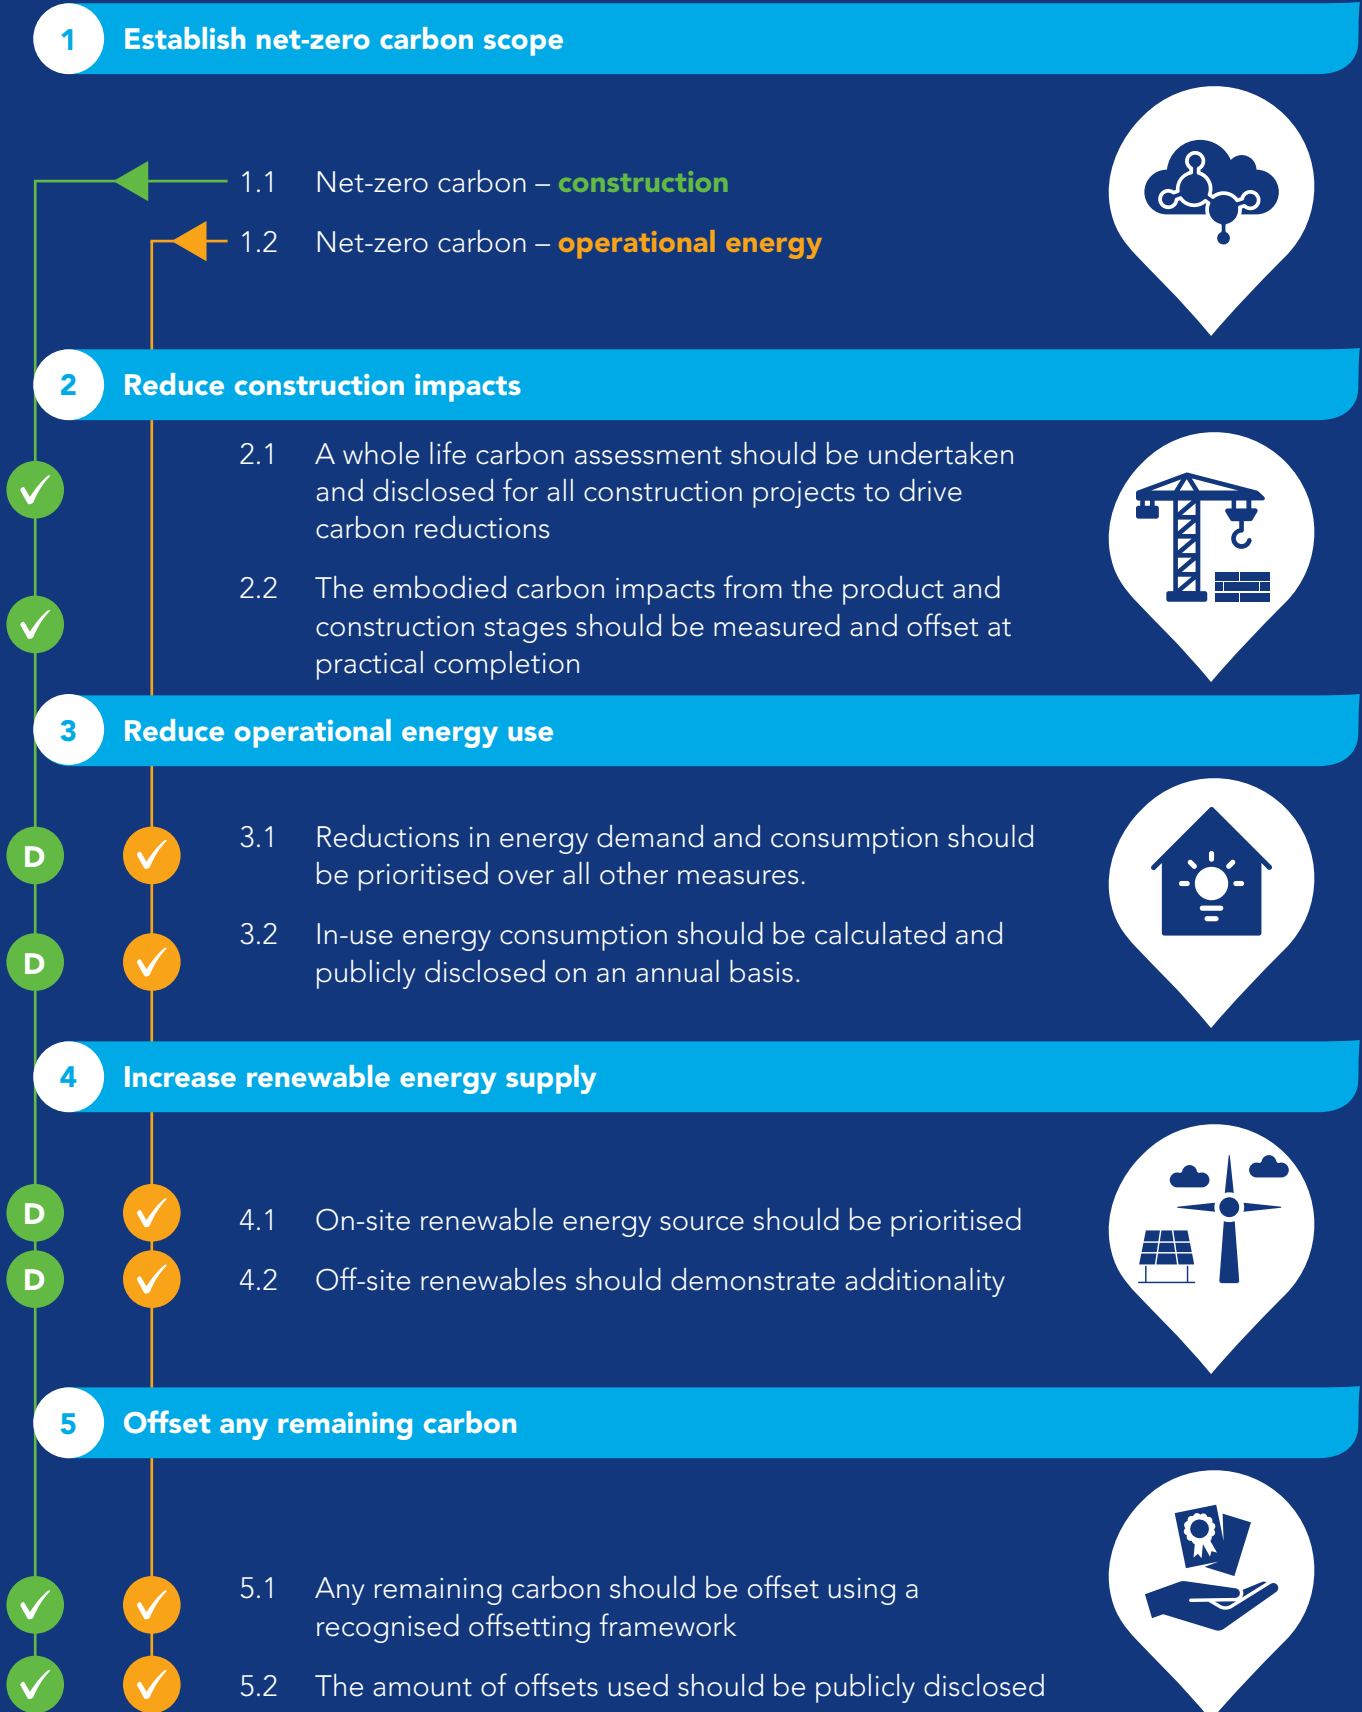 1 Establish net-zero carbon scope
1.1 Net-zero carbon – construction
1.2 Net-zero carbon – operational energy
2 Reduce construction impacts
2.1 A whole life carbon assessment should be undertaken
and disclosed for all construction projects to drive
carbon reductions
2.2 The embodied carbon impacts from the product and
construction stages should be measured and offset at
practical completion
3 Reduce operational energy use
D 3.1 Reductions in energy demand and consumption should
be prioritised over all other measures.
D 3.2 In-use energy consumption should be calculated and
publicly disclosed on an annual basis.
4 Increase renewable energy supply
D 4.1 On-site renewable energy source should be prioritised
D 4.2 Off-site renewables should demonstrate additionality
5 Offset any remaining carbon
5.1 Any remaining carbon should be offset using a
recognised offsetting framework
5.2 The amount of offsets used should be publicly disclosed